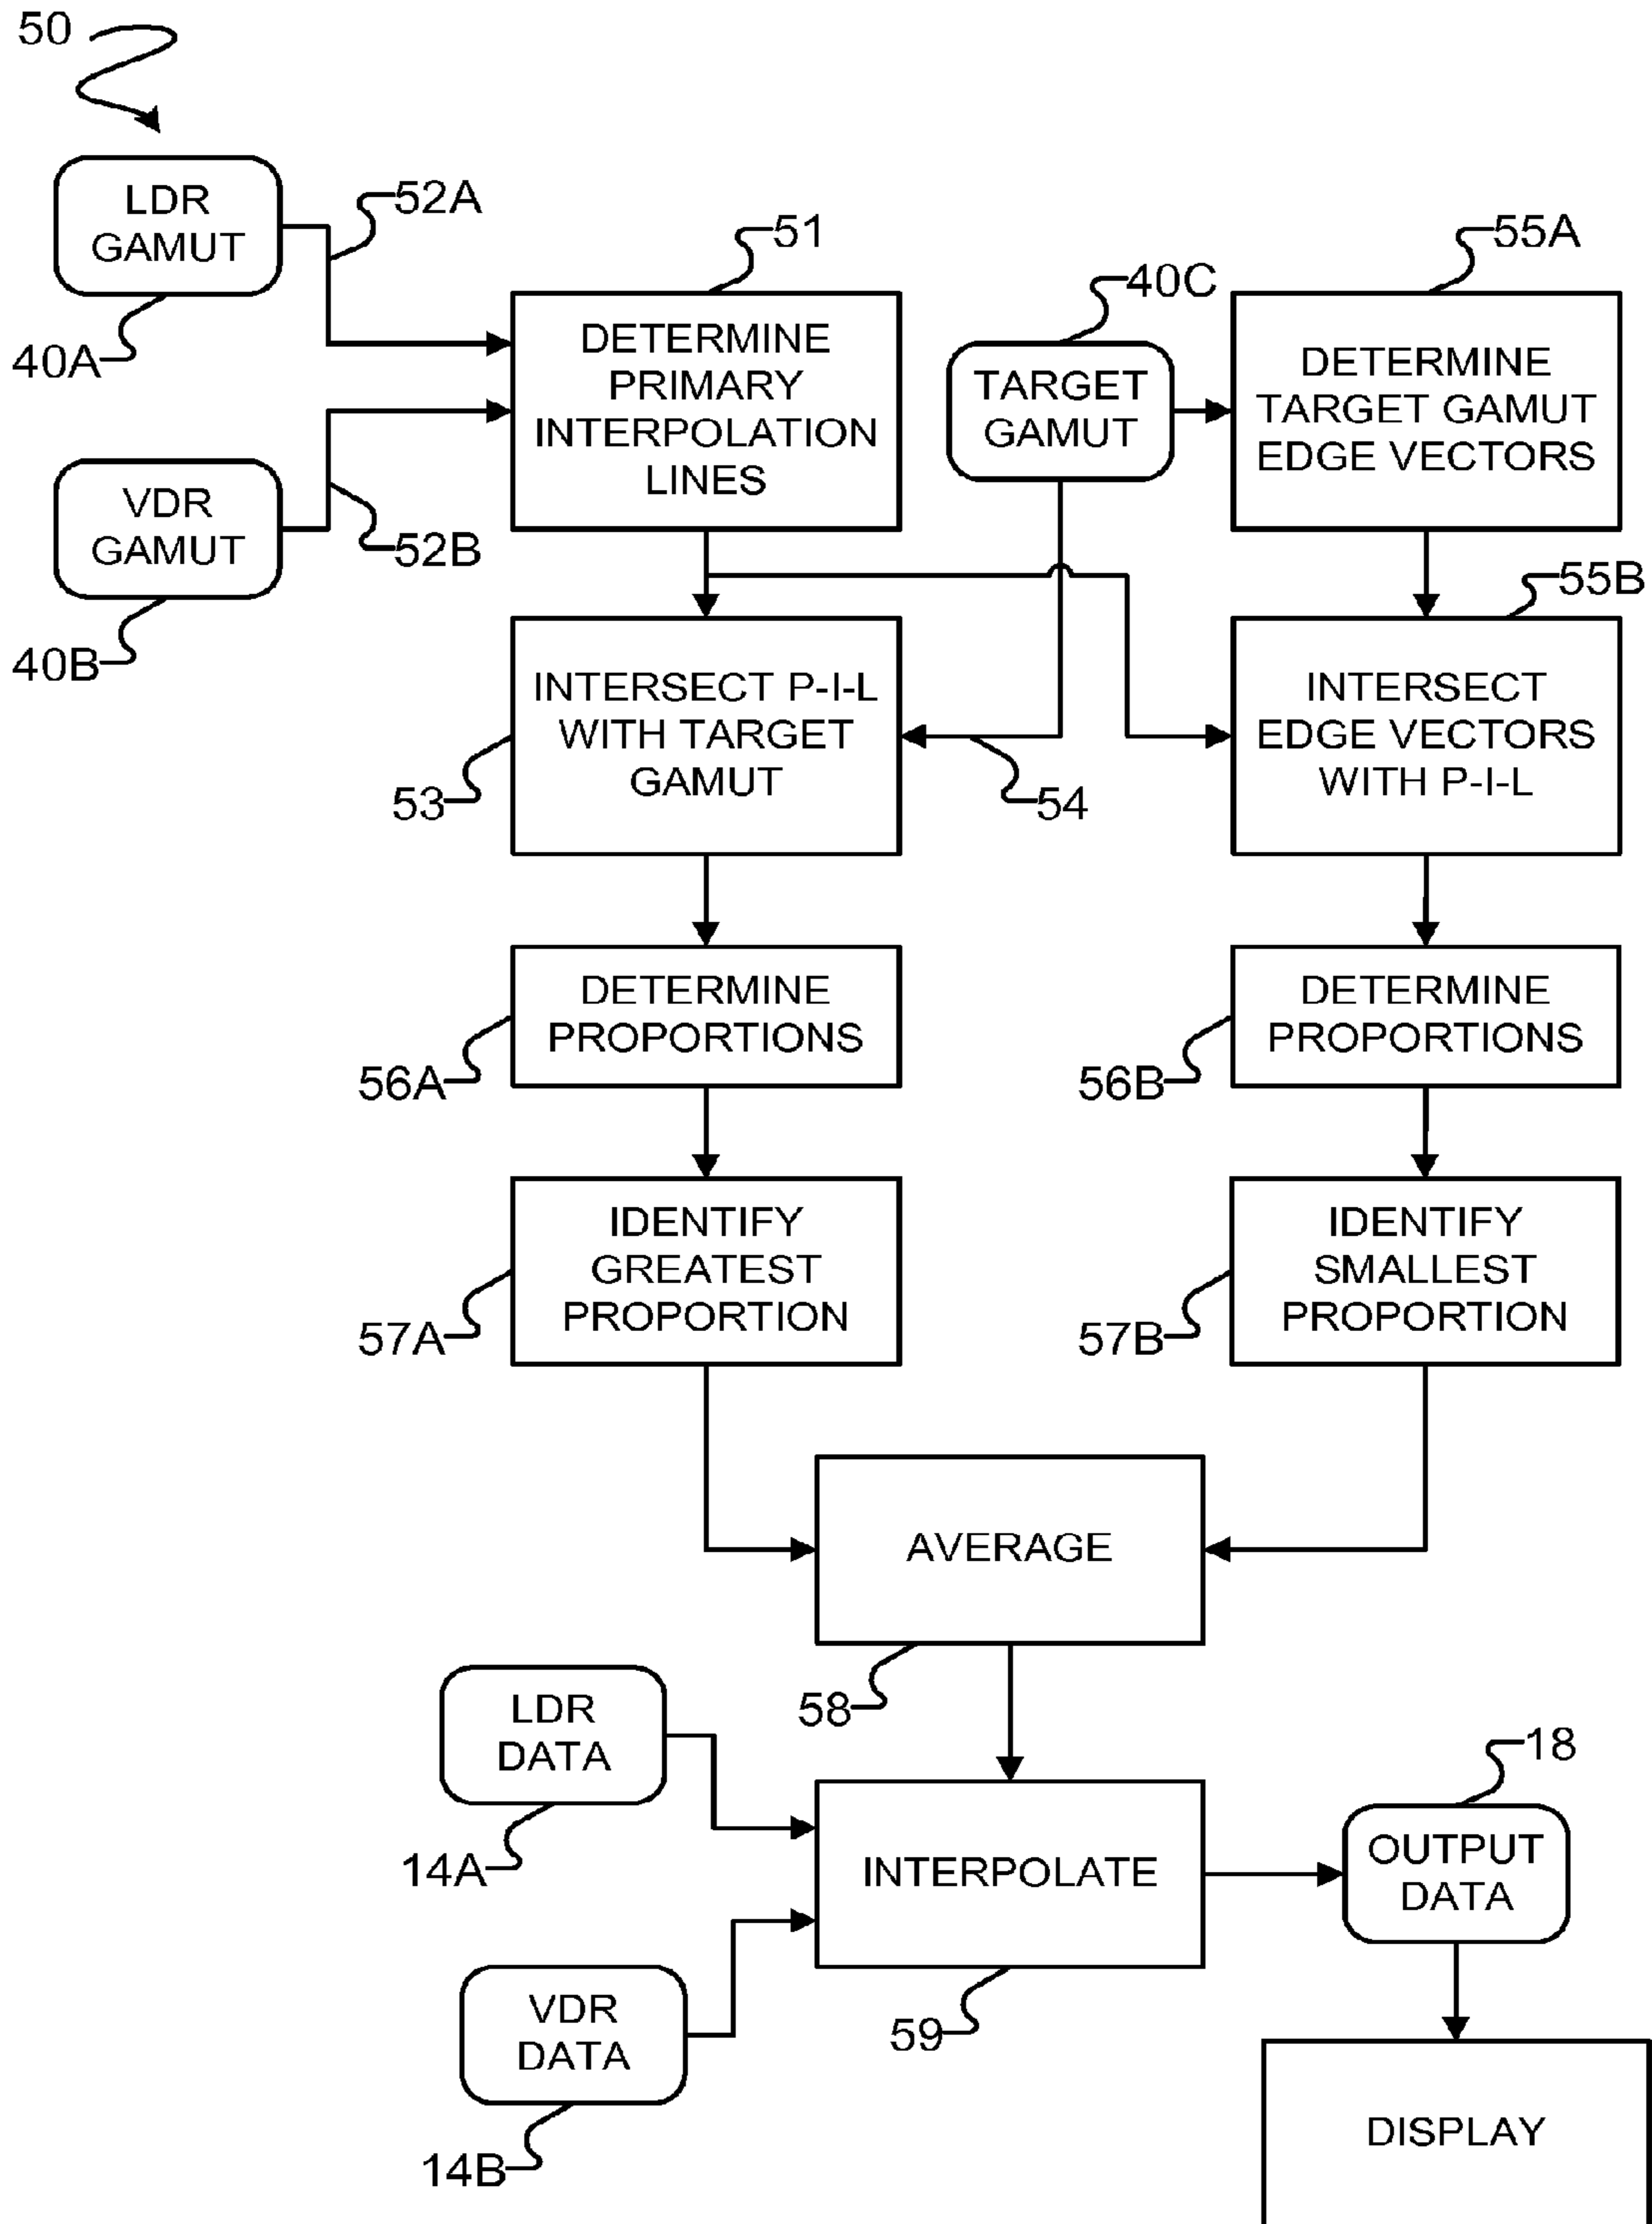 50
LDR
GAMUT
52A
40A
VDR
GAMUT
52B
40B
51
DETERMINE
PRIMARY
INTERPOLATION
LINES
40C
TARGET
GAMUT
55A
DETERMINE
TARGET GAMUT
EDGE VECTORS
INTERSECT P-I-L
WITH TARGET
GAMUT
53
54
55B
INTERSECT
EDGE VECTORS
WITH P-I-L
DETERMINE
PROPORTIONS
56A
DETERMINE
PROPORTIONS
56B
IDENTIFY
GREATEST
PROPORTION
57A
IDENTIFY
SMALLEST
PROPORTION
57B
AVERAGE
58
LDR
DATA
14A
VDR
DATA
14B
INTERPOLATE
59
18
OUTPUT
DATA
DISPLAY